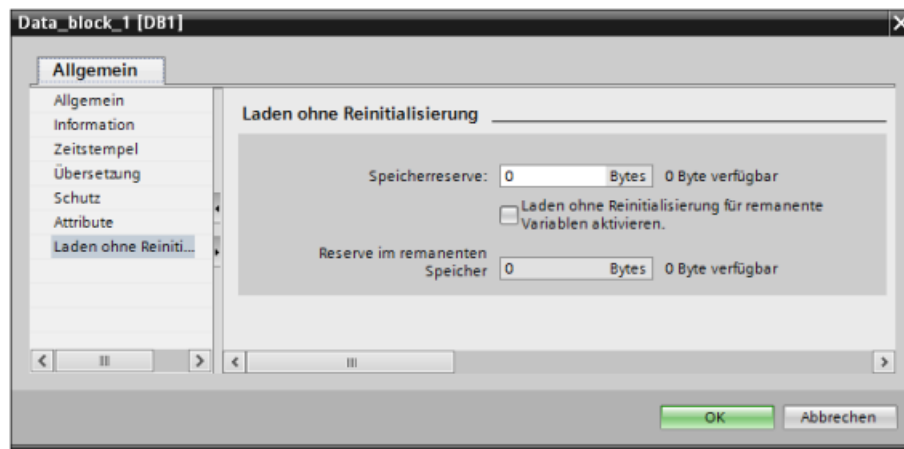 Data_block_1 [DB1]
Allgemein
Allgemein
Information
Zeitstempel
Übersetzung
Schutz
Attribute
Laden ohne Reiniti...
Laden ohne Reinitialisierung
Speicherreserve: 0 Bytes 0 Byte verfügbar
Laden ohne Reinitialisierung für remanente
Variablen aktivieren.
Reserve im remanenten
Speicher 0 Bytes 0 Byte verfügbar
OK Abbrechen